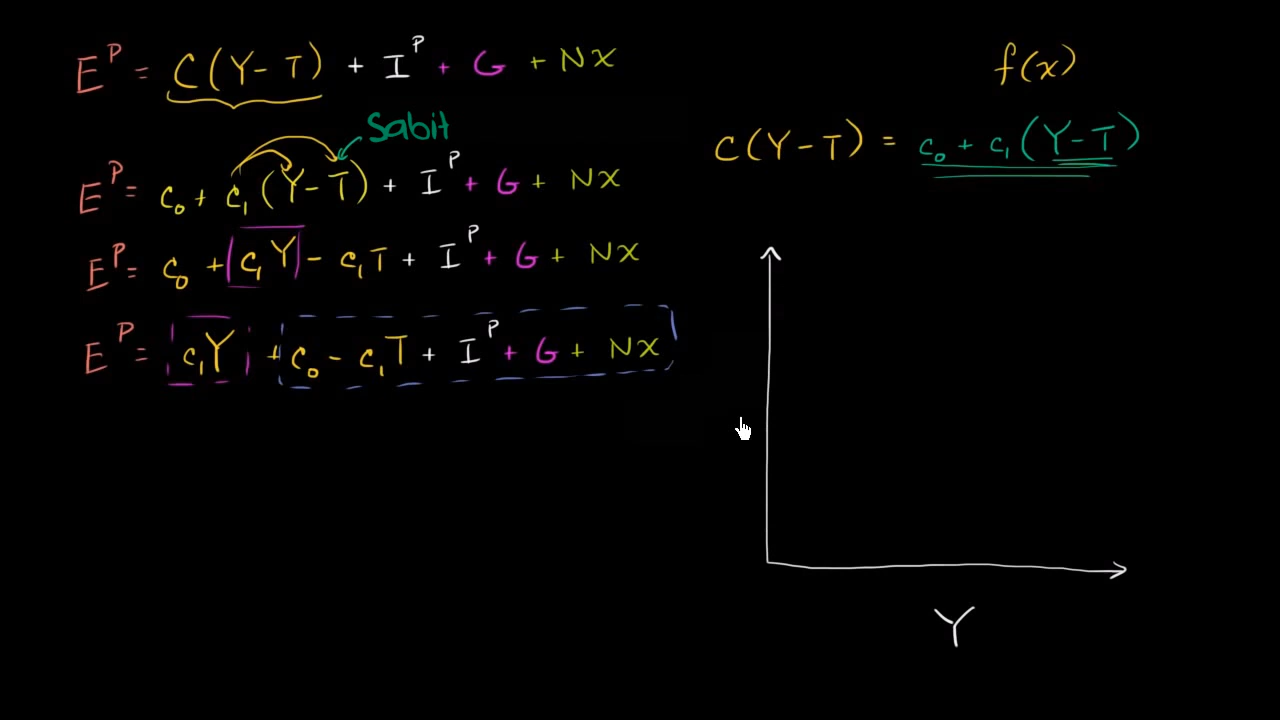 E^P = C(Y-T) + I^P + G + NX
Sabit
E^P = c₀ + c₁(Y-T) + I^P + G + NX
E^P = c₀ + c₁Y - c₁T + I^P + G + NX
E^P = c₁Y + c₀ - c₁T + I^P + G + NX
f(x)
C(Y-T) = c₀ + c₁(Y-T)
Y